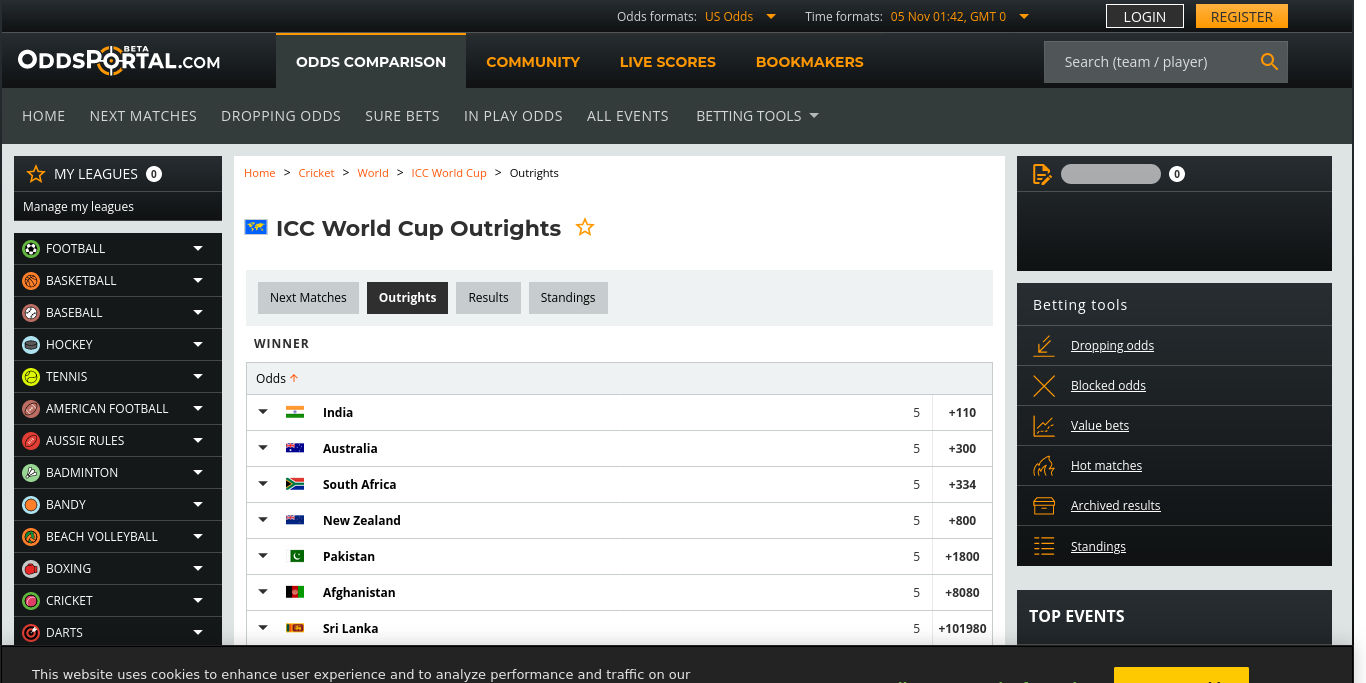 Odds formats: US Odds Time formats: 05 Nov 01:42, GMT 0 LOGIN REGISTER
ODDSPORTAL.COM BETA ODDS COMPARISON COMMUNITY LIVE SCORES BOOKMAKERS Search (team / player)
HOME NEXT MATCHES DROPPING ODDS SURE BETS IN PLAY ODDS ALL EVENTS BETTING TOOLS
MY LEAGUES 0
Manage my leagues
FOOTBALL
BASKETBALL
BASEBALL
HOCKEY
TENNIS
AMERICAN FOOTBALL
AUSSIE RULES
BADMINTON
BANDY
BEACH VOLLEYBALL
BOXING
CRICKET
DARTS
Home > Cricket > World > ICC World Cup > Outrights
ICC World Cup Outrights
Next Matches Outrights Results Standings
WINNER
Odds
India 5 +110
Australia 5 +300
South Africa 5 +334
New Zealand 5 +800
Pakistan 5 +1800
Afghanistan 5 +8080
Sri Lanka 5 +101980
0
Betting tools
Dropping odds
Blocked odds
Value bets
Hot matches
Archived results
Standings
TOP EVENTS
This website uses cookies to enhance user experience and to analyze performance and traffic on our